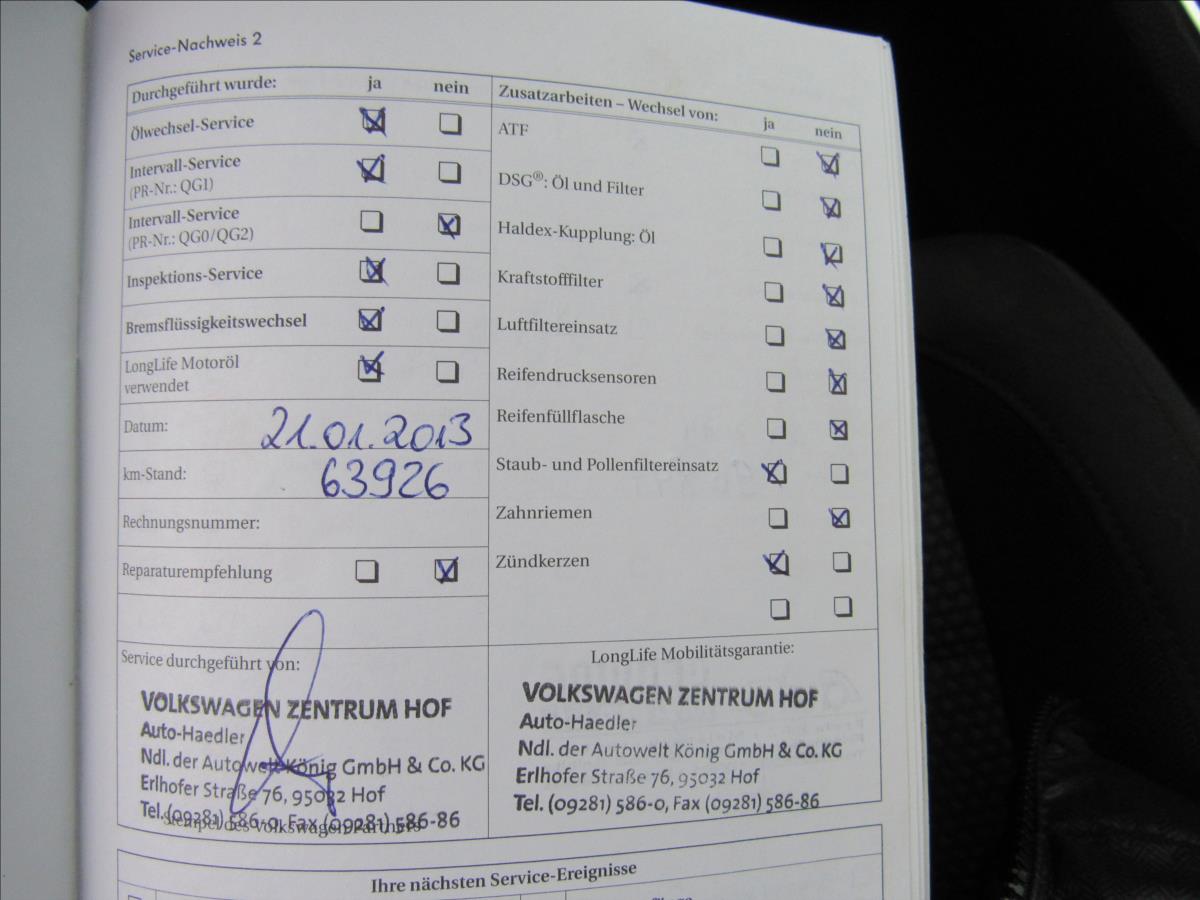 Service-Nachweis 2
Durchgeführt wurde: ja nein
Ölwechsel-Service
Intervall-Service
(PR-Nr.: QG1)
Intervall-Service
(PR-Nr.: QG0/QG2)
Inspektions-Service
Bremsflüssigkeitswechsel
LongLife Motoröl
verwendet
Datum: 21.01.2013
km-Stand: 63926
Rechnungsnummer:
Reparaturempfehlung
Zusatzarbeiten – Wechsel von: ja nein
ATF
DSG®: Öl und Filter
Haldex-Kupplung: Öl
Kraftstofffilter
Luftfiltereinsatz
Reifendrucksensoren
Reifenfüllflasche
Staub- und Pollenfiltereinsatz
Zahnriemen
Zündkerzen
Service durchgeführt von:
VOLKSWAGEN ZENTRUM HOF
Auto-Haedler
Ndl. der Autowelt König GmbH & Co. KG
Erlhofer Straße 76, 95032 Hof
Tel. (09281) 586-0, Fax (09281) 586-86
Stempel des Volkswagen Partners
LongLife Mobilitätsgarantie:
VOLKSWAGEN ZENTRUM HOF
Auto-Haedler
Ndl. der Autowelt König GmbH & Co. KG
Erlhofer Straße 76, 95032 Hof
Tel. (09281) 586-0, Fax (09281) 586-86
Ihre nächsten Service-Ereignisse